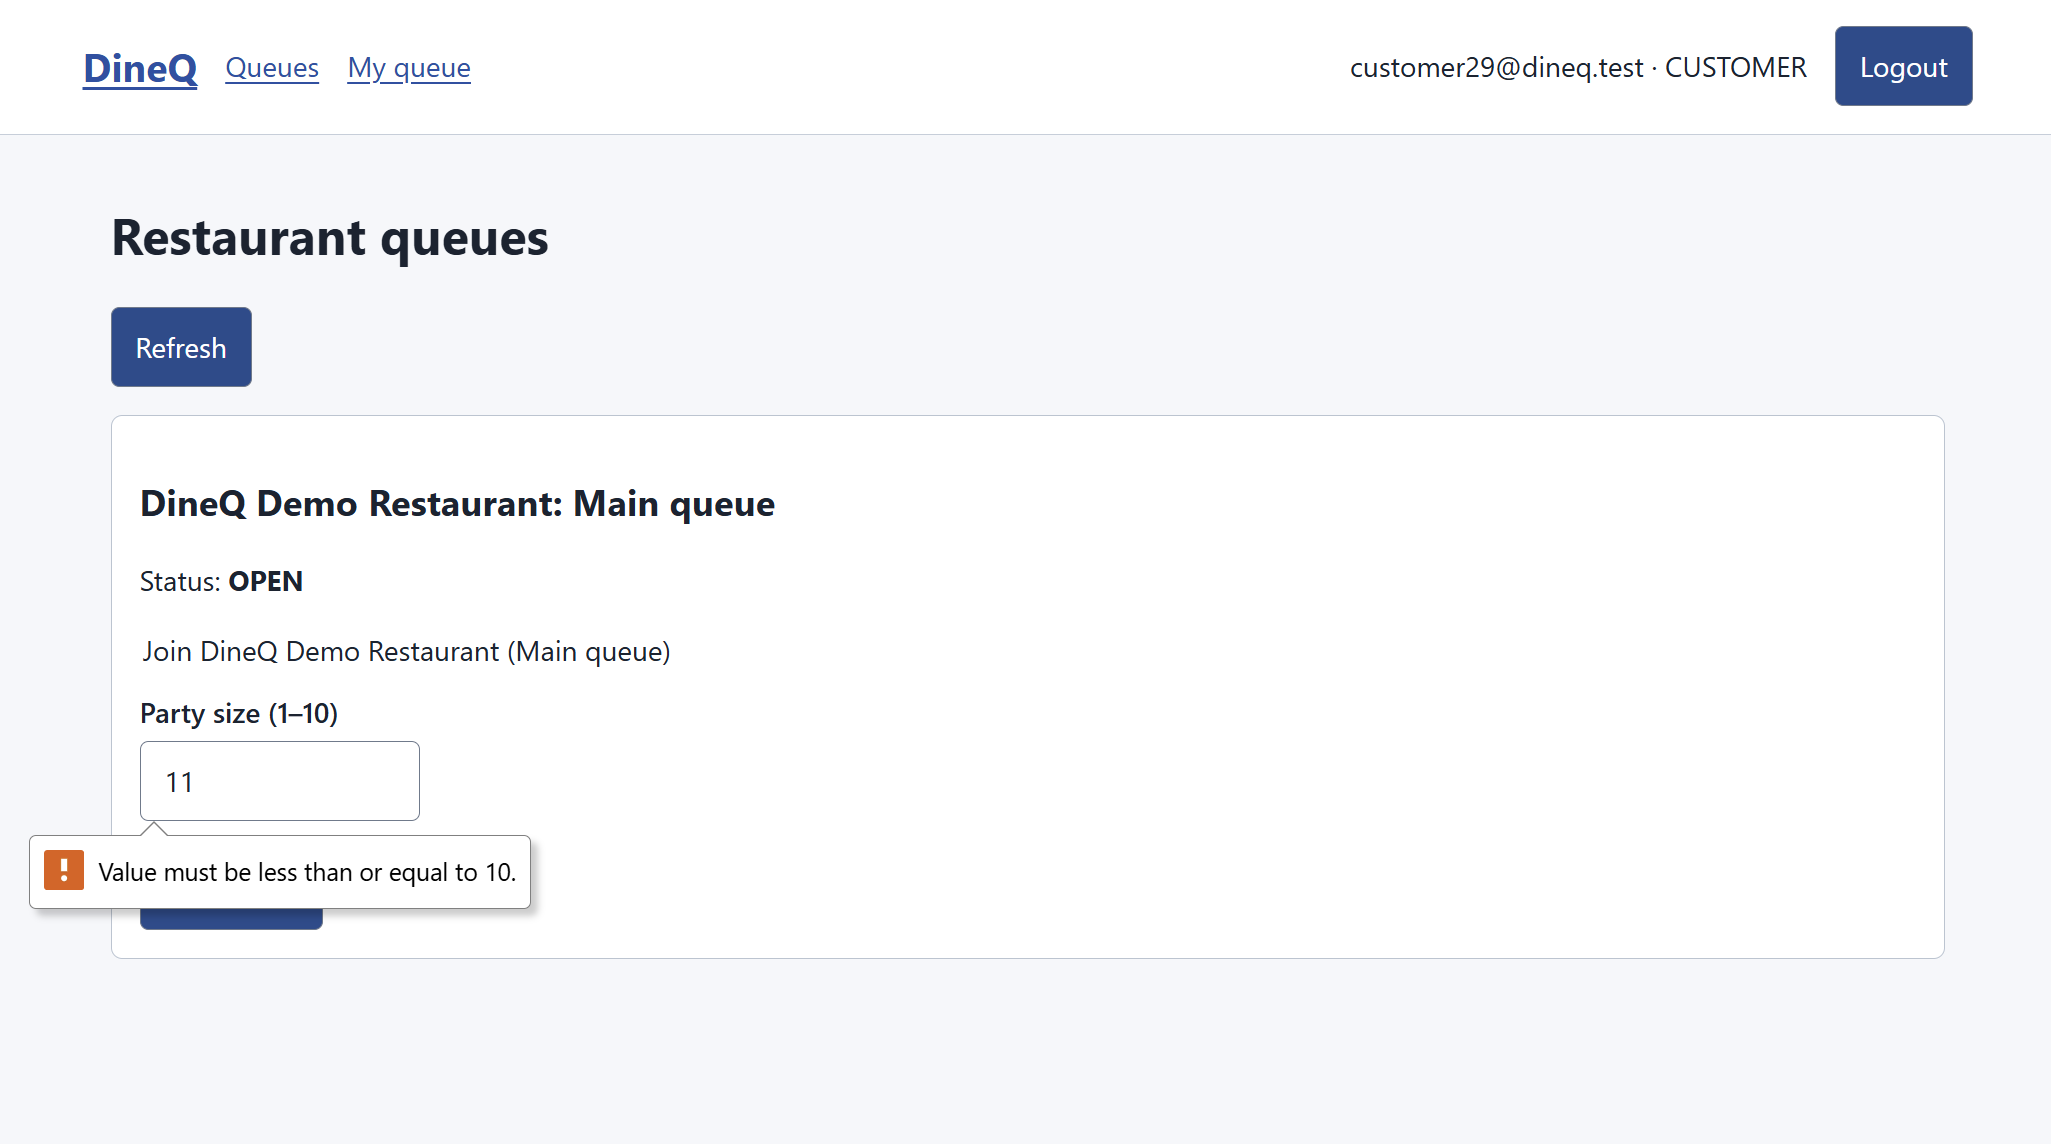 DineQ Queues My queue customer29@dineq.test · CUSTOMER Logout
Restaurant queues
Refresh
DineQ Demo Restaurant: Main queue
Status: OPEN
Join DineQ Demo Restaurant (Main queue)
Party size (1–10)
11
Value must be less than or equal to 10.